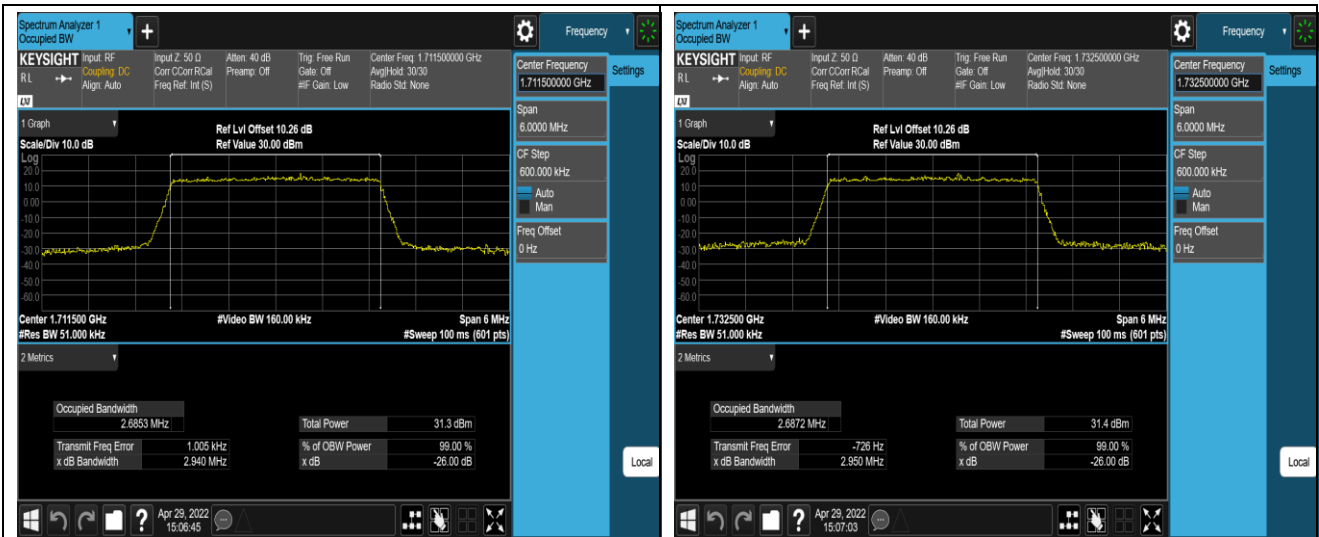 Spectrum Analyzer 1
Occupied BW
Frequency
KEYSIGHT
Input: RF
Coupling: DC
Align: Auto
Input Z: 50 Ω
Corr CCorr RCal
Freq Ref: Int (S)
Atten: 40 dB
Preamp: Off
Trig: Free Run
Gate: Off
#IF Gain: Low
Center Freq: 1.711500000 GHz
Avg|Hold: 30/30
Radio Std: None
RL
LXI
Center Frequency
1.711500000 GHz
Settings
Span
6.0000 MHz
CF Step
600.000 kHz
Auto
Man
Freq Offset
0 Hz
1 Graph
Ref Lvl Offset 10.26 dB
Scale/Div 10.0 dB
Ref Value 30.00 dBm
Log
20.0
10.0
0.00
-10.0
-20.0
-30.0
-40.0
-50.0
-60.0
Center 1.711500 GHz
#Video BW 160.00 kHz
Span 6 MHz
#Res BW 51.000 kHz
#Sweep 100 ms (601 pts)
2 Metrics
Occupied Bandwidth
2.6853 MHz
Total Power 31.3 dBm
Transmit Freq Error 1.005 kHz
% of OBW Power 99.00 %
x dB Bandwidth 2.940 MHz
x dB -26.00 dB
Local
?
Apr 29, 2022
15:06:45
Spectrum Analyzer 1
Occupied BW
Frequency
KEYSIGHT
Input: RF
Coupling: DC
Align: Auto
Input Z: 50 Ω
Corr CCorr RCal
Freq Ref: Int (S)
Atten: 40 dB
Preamp: Off
Trig: Free Run
Gate: Off
#IF Gain: Low
Center Freq: 1.732500000 GHz
Avg|Hold: 30/30
Radio Std: None
RL
LXI
Center Frequency
1.732500000 GHz
Settings
Span
6.0000 MHz
CF Step
600.000 kHz
Auto
Man
Freq Offset
0 Hz
1 Graph
Ref Lvl Offset 10.26 dB
Scale/Div 10.0 dB
Ref Value 30.00 dBm
Log
20.0
10.0
0.00
-10.0
-20.0
-30.0
-40.0
-50.0
-60.0
Center 1.732500 GHz
#Video BW 160.00 kHz
Span 6 MHz
#Res BW 51.000 kHz
#Sweep 100 ms (601 pts)
2 Metrics
Occupied Bandwidth
2.6872 MHz
Total Power 31.4 dBm
Transmit Freq Error -726 Hz
% of OBW Power 99.00 %
x dB Bandwidth 2.950 MHz
x dB -26.00 dB
Local
?
Apr 29, 2022
15:07:03